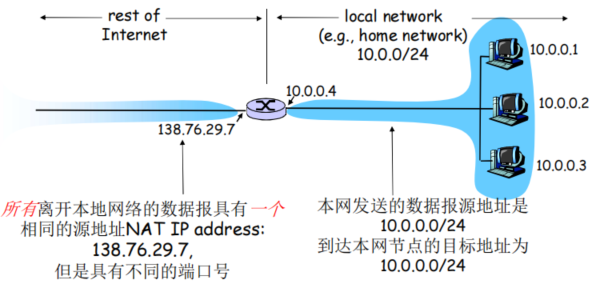 rest of
Internet
local network
(e.g., home network)
10.0.0/24
10.0.0.1
10.0.0.4
10.0.0.2
138.76.29.7
10.0.0.3
所有离开本地网络的数据报具有一个
相同的源地址NAT IP address:
138.76.29.7,
但是具有不同的端口号
本网发送的数据报源地址是
10.0.0.0/24
到达本网节点的目标地址为
10.0.0.0/24